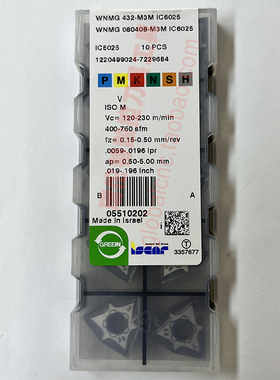 WNMG 432-M3M IC6025
WNMG 080408-M3M IC6025
IC6025 10 PCS
1220499024-7229684
P M K N S H
V
ISO M
Vc= 120-230 m/min
400-760 sfm
fz= 0.15-0.50 mm/rev
.0059-.0196 ipr
ap= 0.50-5.00 mm
.019-.196 inch
B A
05510202
Made in Israel
GREEN
iscar
T
3357677